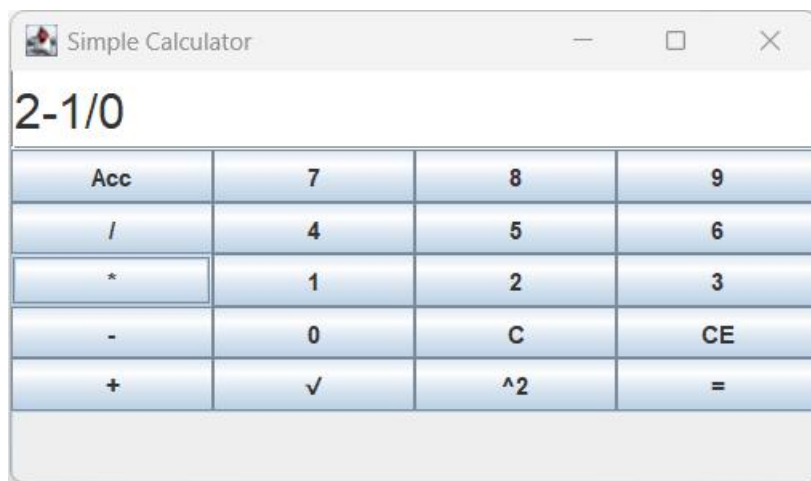 Simple Calculator
2-1/0
Acc 7 8 9
/ 4 5 6
* 1 2 3
- 0 C CE
+ √ ^2 =